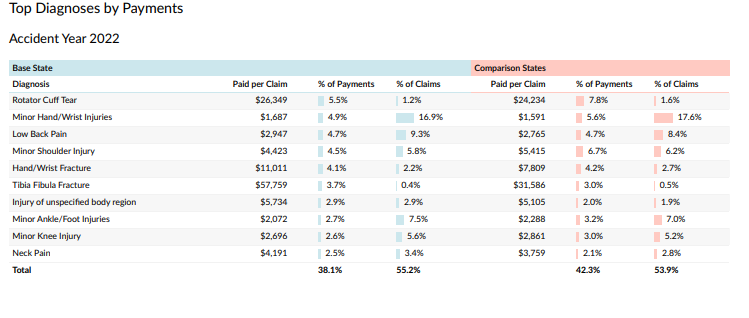 Top Diagnoses by Payments
Accident Year 2022
Base State Comparison States
Diagnosis Paid per Claim % of Payments % of Claims Paid per Claim % of Payments % of Claims
Rotator Cuff Tear $26,349 5.5% 1.2% $24,234 7.8% 1.6%
Minor Hand/Wrist Injuries $1,687 4.9% 16.9% $1,591 5.6% 17.6%
Low Back Pain $2,947 4.7% 9.3% $2,765 4.7% 8.4%
Minor Shoulder Injury $4,423 4.5% 5.8% $5,415 6.7% 6.2%
Hand/Wrist Fracture $11,011 4.1% 2.2% $7,809 4.2% 2.7%
Tibia Fibula Fracture $57,759 3.7% 0.4% $31,586 3.0% 0.5%
Injury of unspecified body region $5,734 2.9% 2.9% $5,105 2.0% 1.9%
Minor Ankle/Foot Injuries $2,072 2.7% 7.5% $2,288 3.2% 7.0%
Minor Knee Injury $2,696 2.6% 5.6% $2,861 3.0% 5.2%
Neck Pain $4,191 2.5% 3.4% $3,759 2.1% 2.8%
Total 38.1% 55.2% 42.3% 53.9%